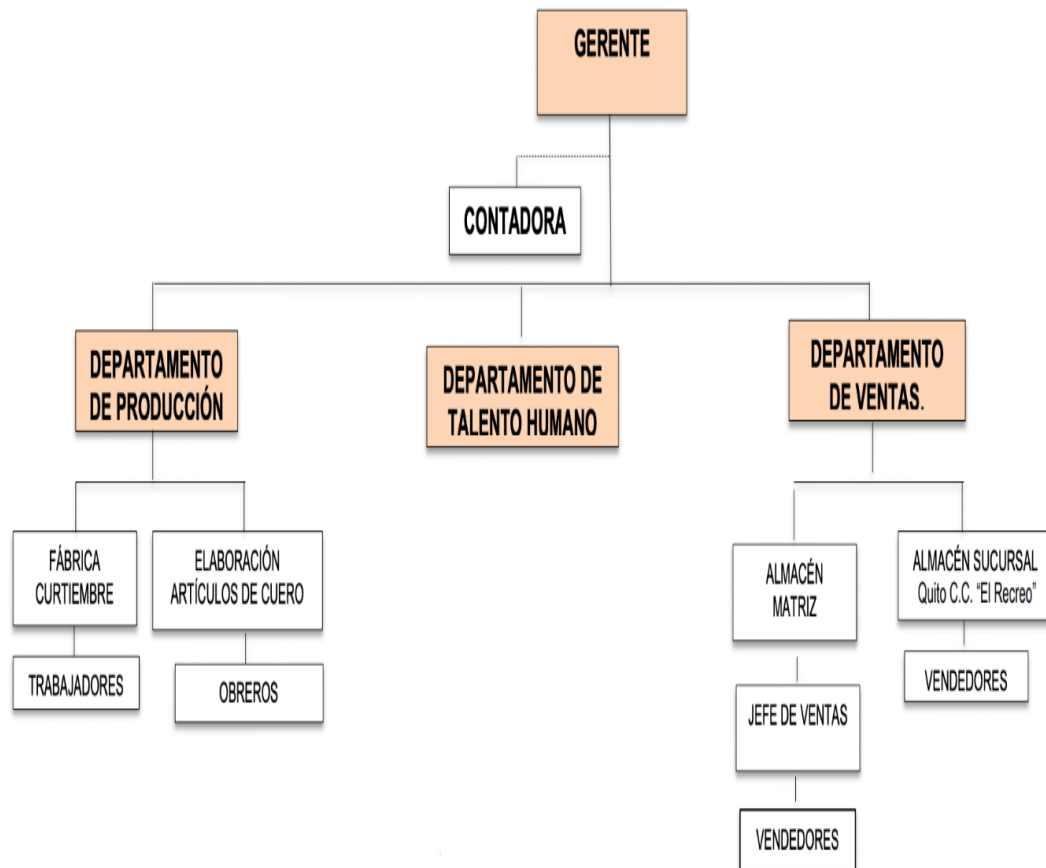 GERENTE
CONTADORA
DEPARTAMENTO
DE PRODUCCIÓN
DEPARTAMENTO DE
TALENTO HUMANO
DEPARTAMENTO
DE VENTAS.
FÁBRICA
CURTIEMBRE
ELABORACIÓN
ARTÍCULOS DE CUERO
ALMACÉN
MATRIZ
ALMACÉN SUCURSAL
Quito C.C. “El Recreo”
TRABAJADORES
OBREROS
JEFE DE VENTAS
VENDEDORES
VENDEDORES